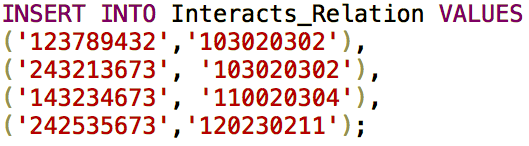 INSERT INTO Interacts_Relation VALUES
('123789432','103020302'),
('243213673', '103020302'),
('143234673', '110020304'),
('242535673','120230211');